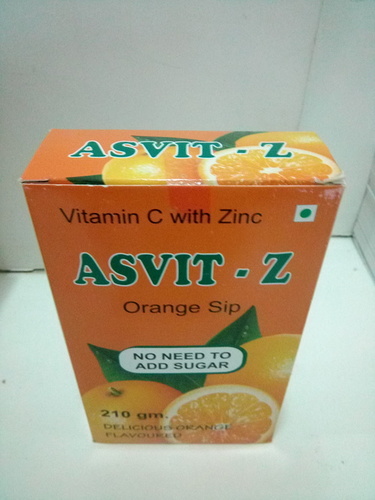 ASVIT - Z
Vitamin C with Zinc
ASVIT - Z
Orange Sip
NO NEED TO
ADD SUGAR
210 gm.
DELICIOUS ORANGE
FLAVOURED